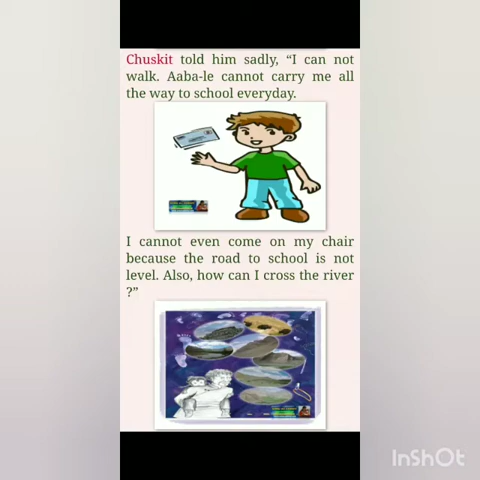 Chuskit told him sadly, “I can not
walk. Aaba-le cannot carry me all
the way to school everyday.
I cannot even come on my chair
because the road to school is not
level. Also, how can I cross the river
?”
InShOt